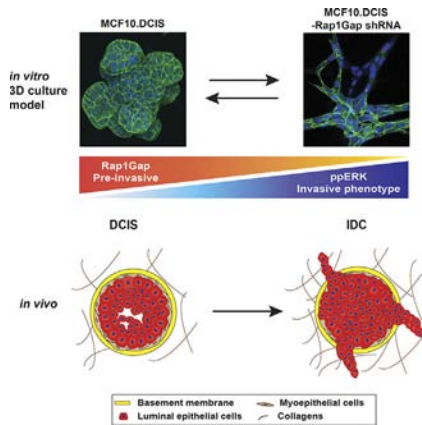 MCF10.DCIS
MCF10.DCIS
-Rap1Gap shRNA
in vitro
3D culture
model
Rap1Gap
Pre-invasive
ppERK
Invasive phenotype
DCIS
IDC
in vivo
Basement membrane
Myoepithelial cells
Luminal epithelial cells
Collagens